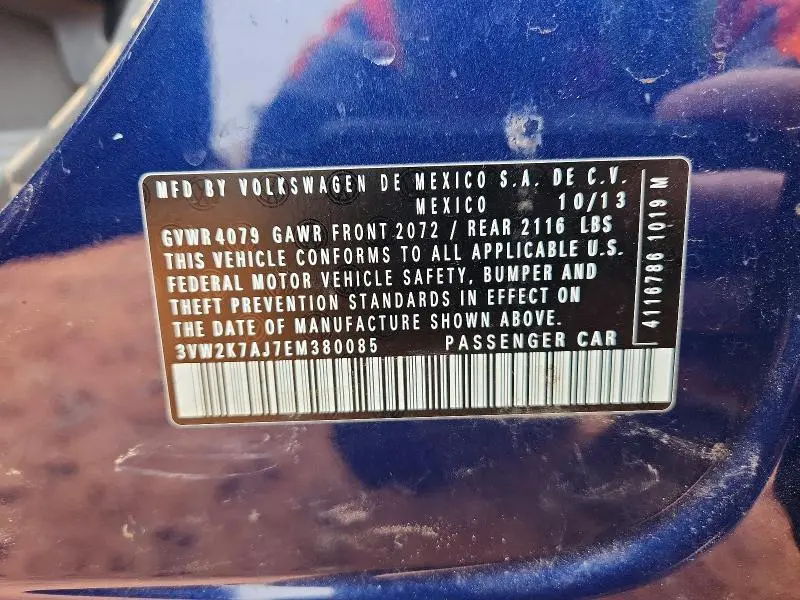 MFD BY VOLKSWAGEN DE MEXICO S.A. DE C.V.
MEXICO 10/13
GVWR4079 GAWR FRONT 2072 / REAR 2116 LBS
THIS VEHICLE CONFORMS TO ALL APPLICABLE U.S.
FEDERAL MOTOR VEHICLE SAFETY, BUMPER AND
THEFT PREVENTION STANDARDS IN EFFECT ON
THE DATE OF MANUFACTURE SHOWN ABOVE.
3VW2K7AJ7EM380085 PASSENGER CAR
4116786 1019 M